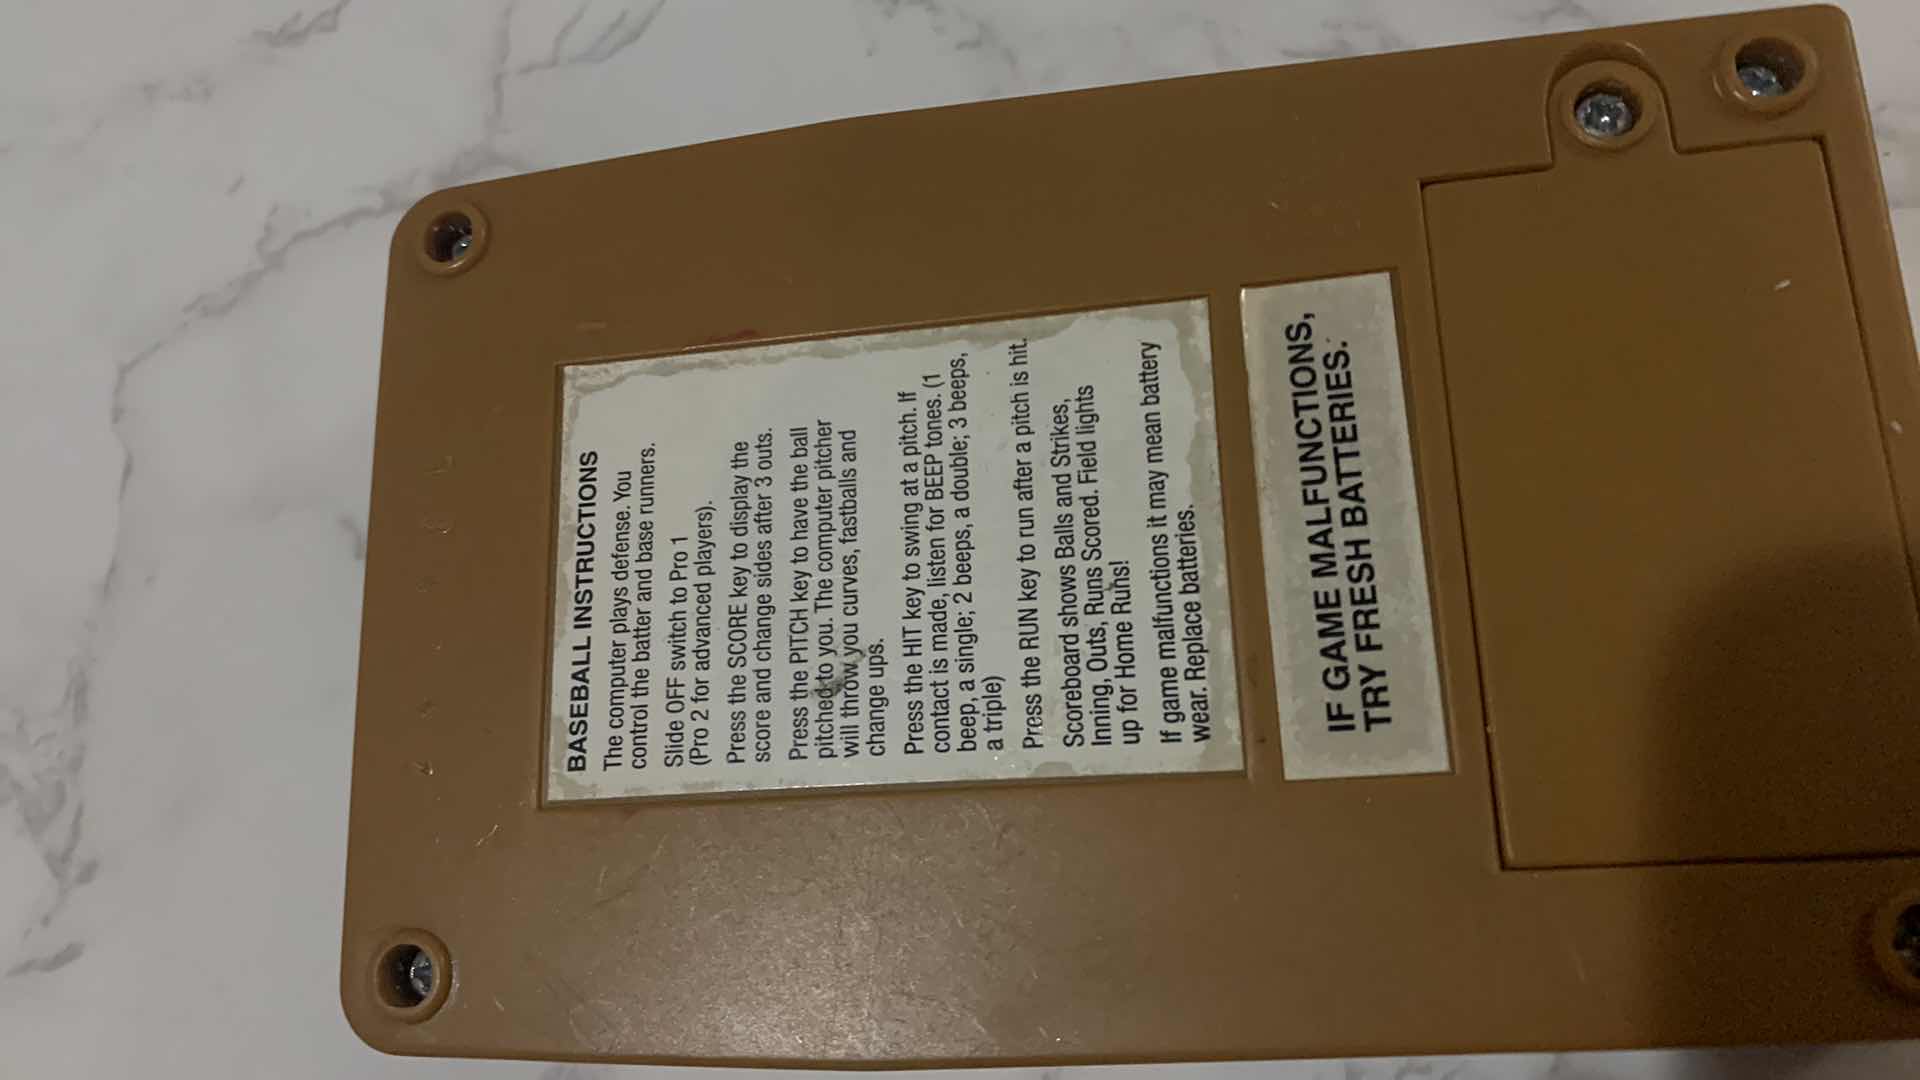 BASEBALL INSTRUCTIONS
The computer plays defense. You
control the batter and base runners.
Slide OFF switch to Pro 1
(Pro 2 for advanced players).
Press the SCORE key to display the
score and change sides after 3 outs.
Press the PITCH key to have the ball
pitched to you. The computer pitcher
will throw you curves, fastballs and
change ups.
Press the HIT key to swing at a pitch. If
contact is made, listen for BEEP tones. (1
beep, a single; 2 beeps, a double; 3 beeps,
a triple)
Press the RUN key to run after a pitch is hit.
Scoreboard shows Balls and Strikes,
Inning, Outs, Runs Scored. Field lights
up for Home Runs!
If game malfunctions it may mean battery
wear. Replace batteries.
IF GAME MALFUNCTIONS,
TRY FRESH BATTERIES.